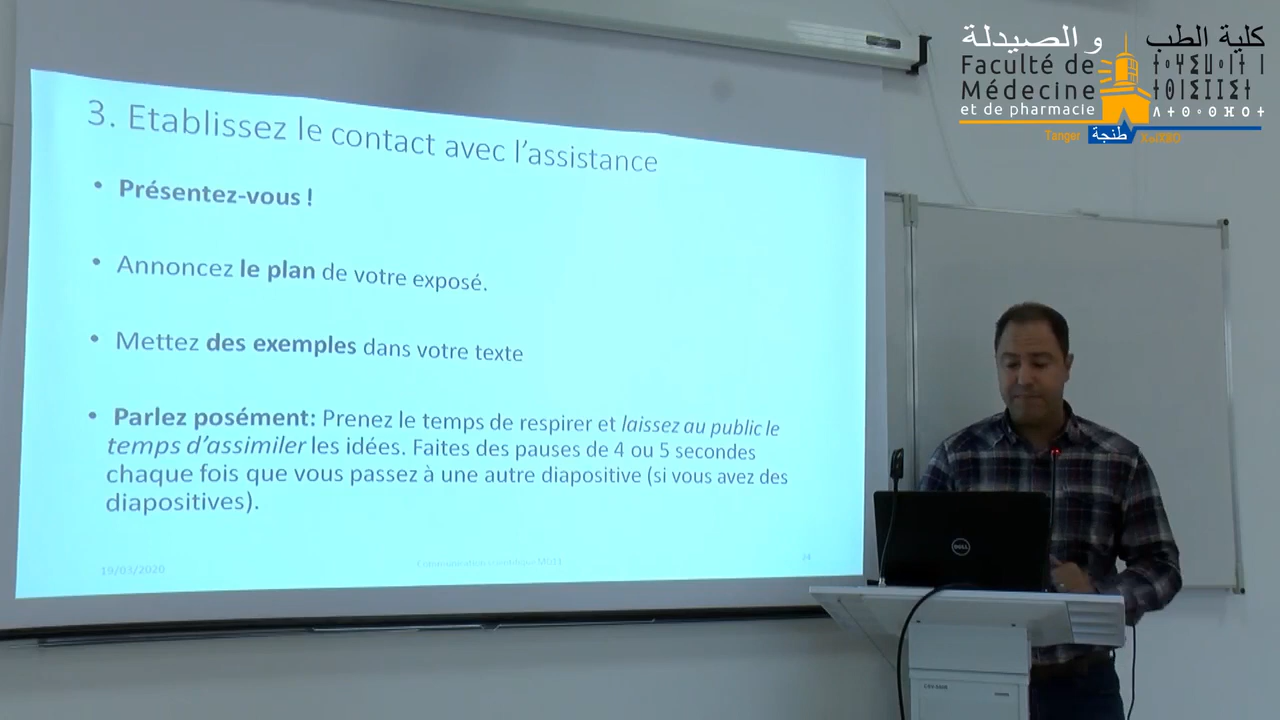 كلية الطب
و الصيدلة
Faculté de
Médecine
et de pharmacie
Tanger
طنجة
3. Etablissez le contact avec l'assistance
• Présentez-vous !
• Annoncez le plan de votre exposé.
• Mettez des exemples dans votre texte
• Parlez posément: Prenez le temps de respirer et laissez au public le
temps d'assimiler les idées. Faites des pauses de 4 ou 5 secondes
chaque fois que vous passez à une autre diapositive (si vous avez des
diapositives).
19/03/2020
24
DELL